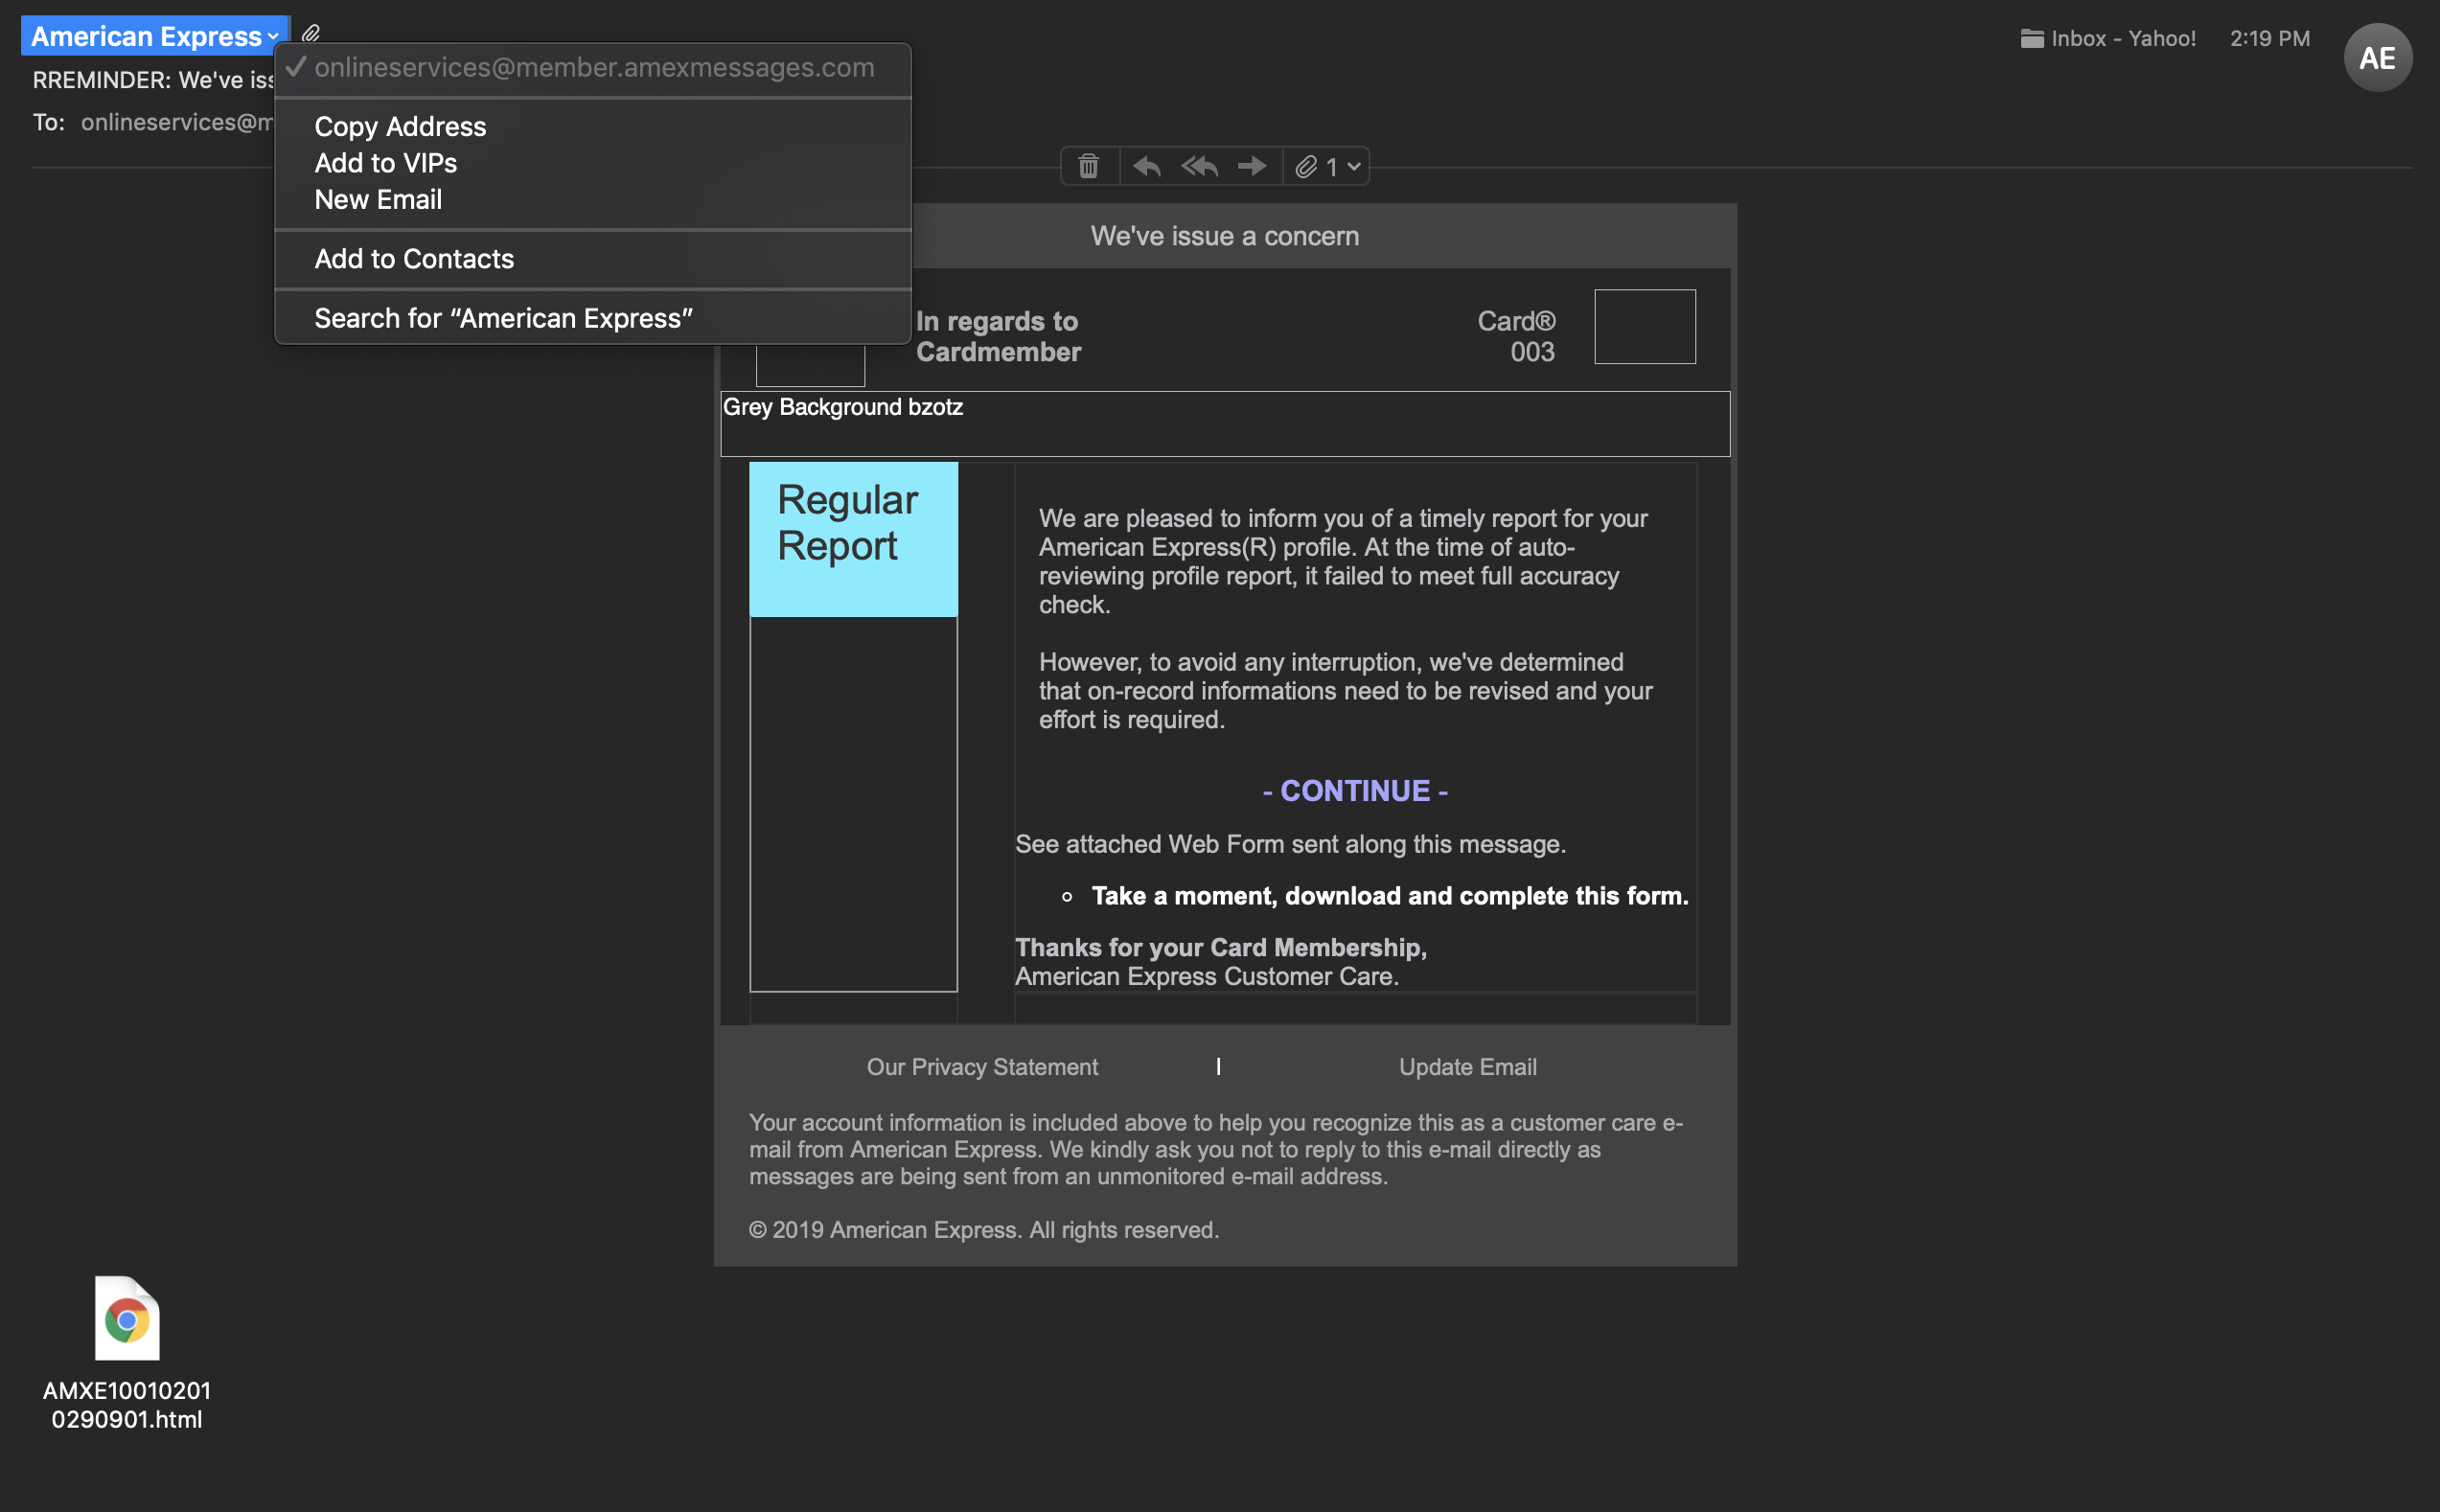 American Express
Inbox - Yahoo!
2:19 PM
AE
onlineservices@member.amexmessages.com
RREMINDER: We've iss
To: onlineservices@m
Copy Address
Add to VIPs
New Email
Add to Contacts
Search for “American Express”
1
We've issue a concern
In regards to
Cardmember
Card®
003
Grey Background bzotz
Regular
Report
We are pleased to inform you of a timely report for your
American Express(R) profile. At the time of auto-
reviewing profile report, it failed to meet full accuracy
check.
However, to avoid any interruption, we've determined
that on-record informations need to be revised and your
effort is required.
- CONTINUE -
See attached Web Form sent along this message.
Take a moment, download and complete this form.
Thanks for your Card Membership,
American Express Customer Care.
Our Privacy Statement | Update Email
Your account information is included above to help you recognize this as a customer care e-
mail from American Express. We kindly ask you not to reply to this e-mail directly as
messages are being sent from an unmonitored e-mail address.
© 2019 American Express. All rights reserved.
AMXE10010201
0290901.html